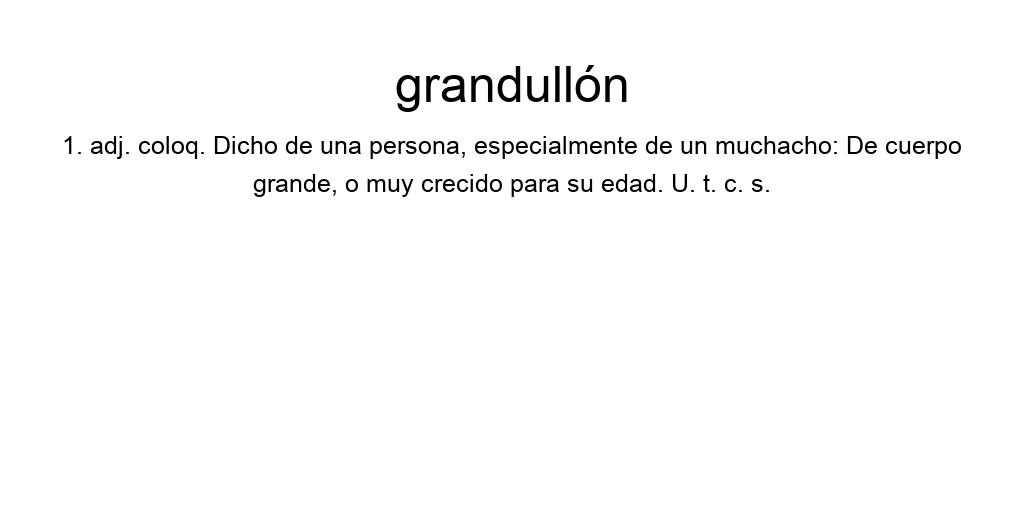 grandullón
1. adj. coloq. Dicho de una persona, especialmente de un muchacho: De cuerpo
grande, o muy crecido para su edad. U. t. c. s.